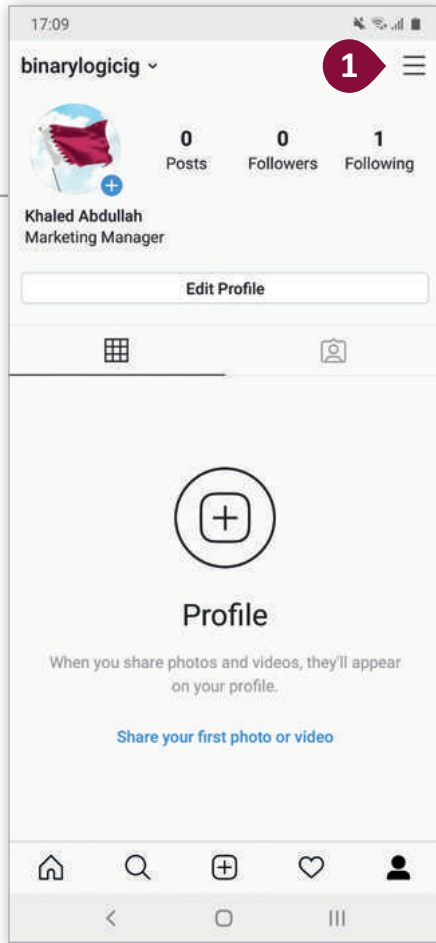 17:09
binarylogicig
1
0
0
1
Posts
Followers
Following
Khaled Abdullah
Marketing Manager
Edit Profile
Profile
When you share photos and videos, they'll appear
on your profile.
Share your first photo or video